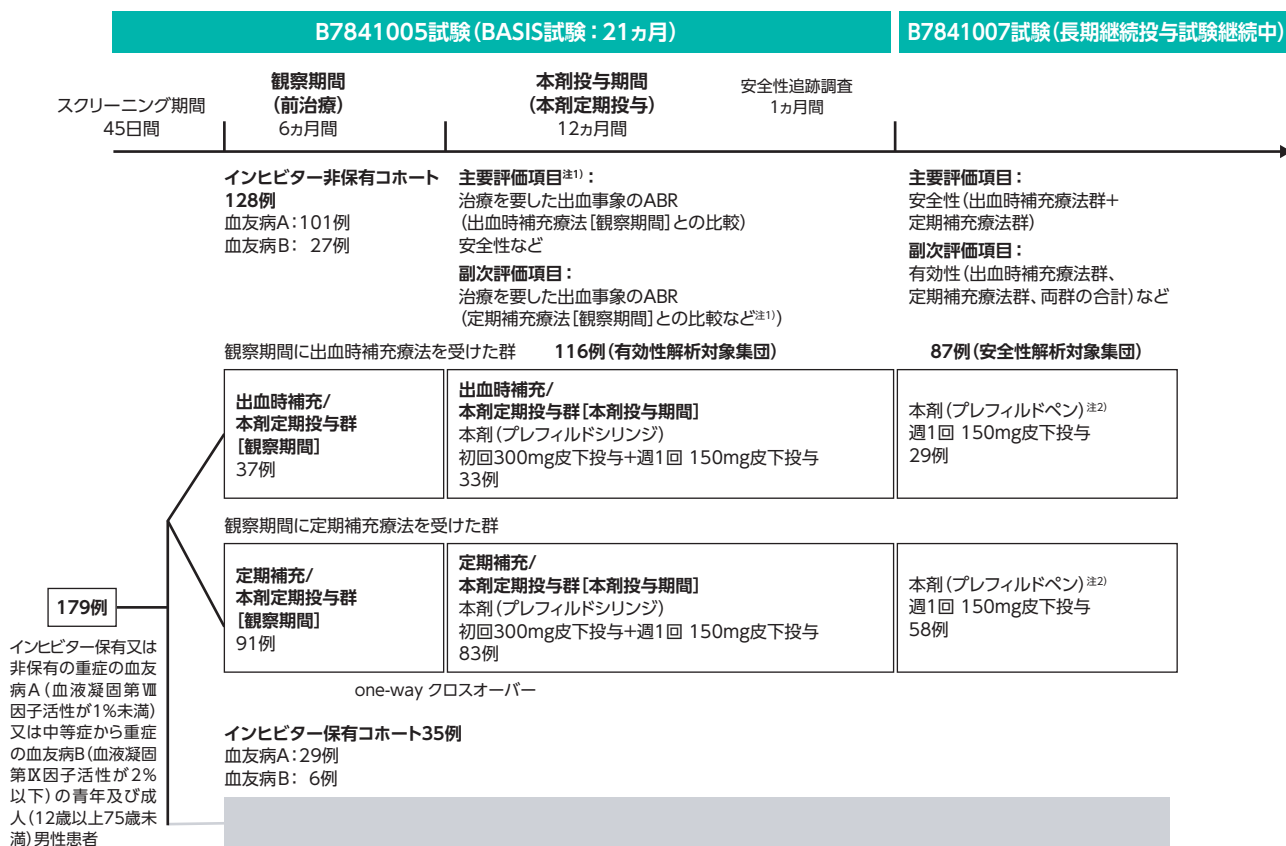 B7841005試験(BASIS試験：21ヵ月)
B7841007試験(長期継続投与試験継続中)
スクリーニング期間
45日間
観察期間
(前治療)
6ヵ月間
本剤投与期間
(本剤定期投与)
12ヵ月間
安全性追跡調査
1ヵ月間
インヒビター非保有コホート
128例
血友病A：101例
血友病B： 27例
主要評価項目注1)：
治療を要した出血事象のABR
(出血時補充療法[観察期間]との比較)
安全性など
副次評価項目：
治療を要した出血事象のABR
(定期補充療法[観察期間]との比較など注1))
主要評価項目：
安全性(出血時補充療法群＋
定期補充療法群)
副次評価項目：
有効性(出血時補充療法群、
定期補充療法群、両群の合計)など
観察期間に出血時補充療法を受けた群
116例(有効性解析対象集団)
87例(安全性解析対象集団)
出血時補充/
本剤定期投与群
[観察期間]
37例
出血時補充/
本剤定期投与群[本剤投与期間]
本剤(プレフィルドシリンジ)
初回300mg皮下投与+週1回 150mg皮下投与
33例
本剤(プレフィルドペン)注2)
週1回 150mg皮下投与
29例
観察期間に定期補充療法を受けた群
定期補充/
本剤定期投与群
[観察期間]
91例
定期補充/
本剤定期投与群[本剤投与期間]
本剤(プレフィルドシリンジ)
初回300mg皮下投与+週1回 150mg皮下投与
83例
本剤(プレフィルドペン)注2)
週1回 150mg皮下投与
58例
one-way クロスオーバー
179例
インヒビター保有又は
非保有の重症の血友
病A(血液凝固第Ⅷ
因子活性が1%未満)
又は中等症から重症
の血友病B(血液凝固
第Ⅸ因子活性が2%
以下)の青年及び成
人(12歳以上75歳未
満)男性患者
インヒビター保有コホート35例
血友病A：29例
血友病B： 6例